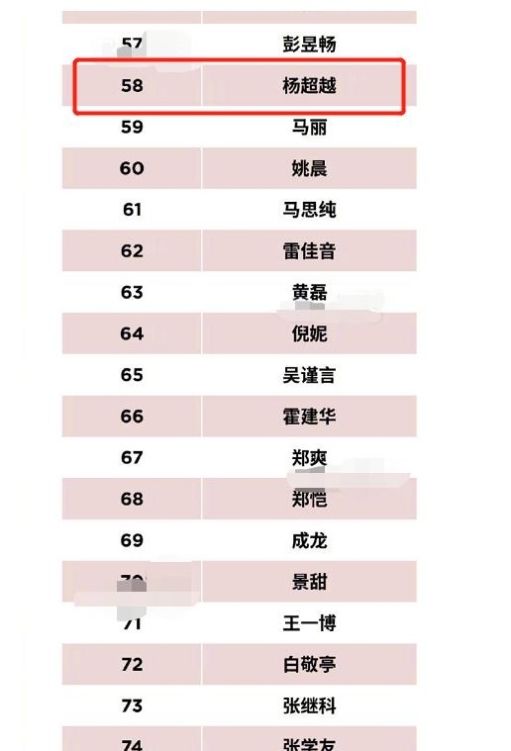 57 彭昱畅
58 杨超越
59 马丽
60 姚晨
61 马思纯
62 雷佳音
63 黄磊
64 倪妮
65 吴谨言
66 霍建华
67 郑爽
68 郑恺
69 成龙
70 景甜
71 王一博
72 白敬亭
73 张继科
74 张学友